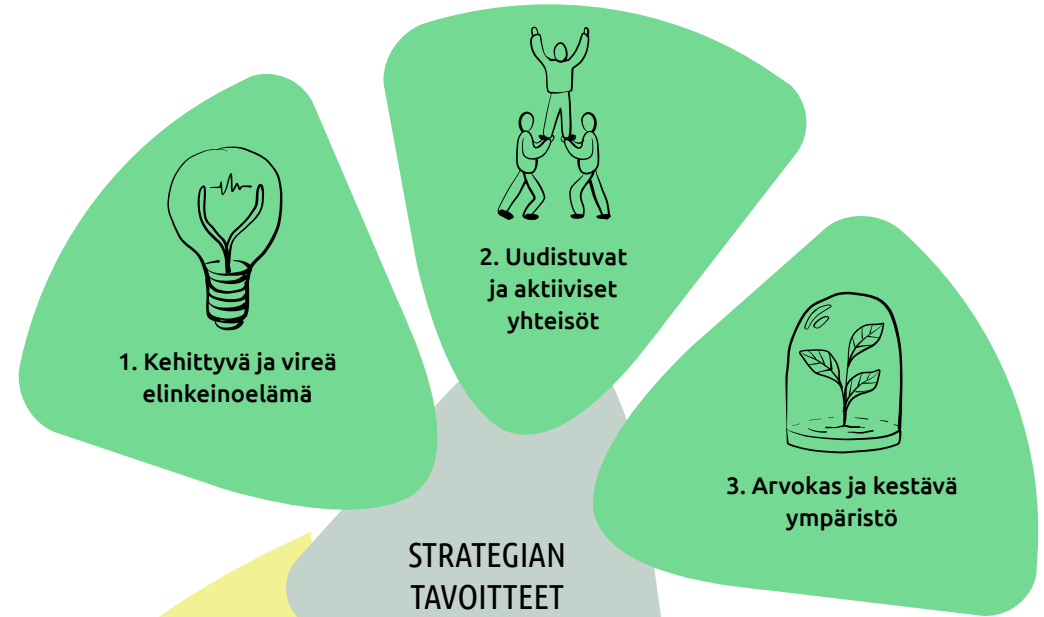 1. Kehittyvä ja vireä
elinkeinoelämä
2. Uudistuvat
ja aktiiviset
yhteisöt
3. Arvokas ja kestävä
ympäristö
STRATEGIAN
TAVOITTEET